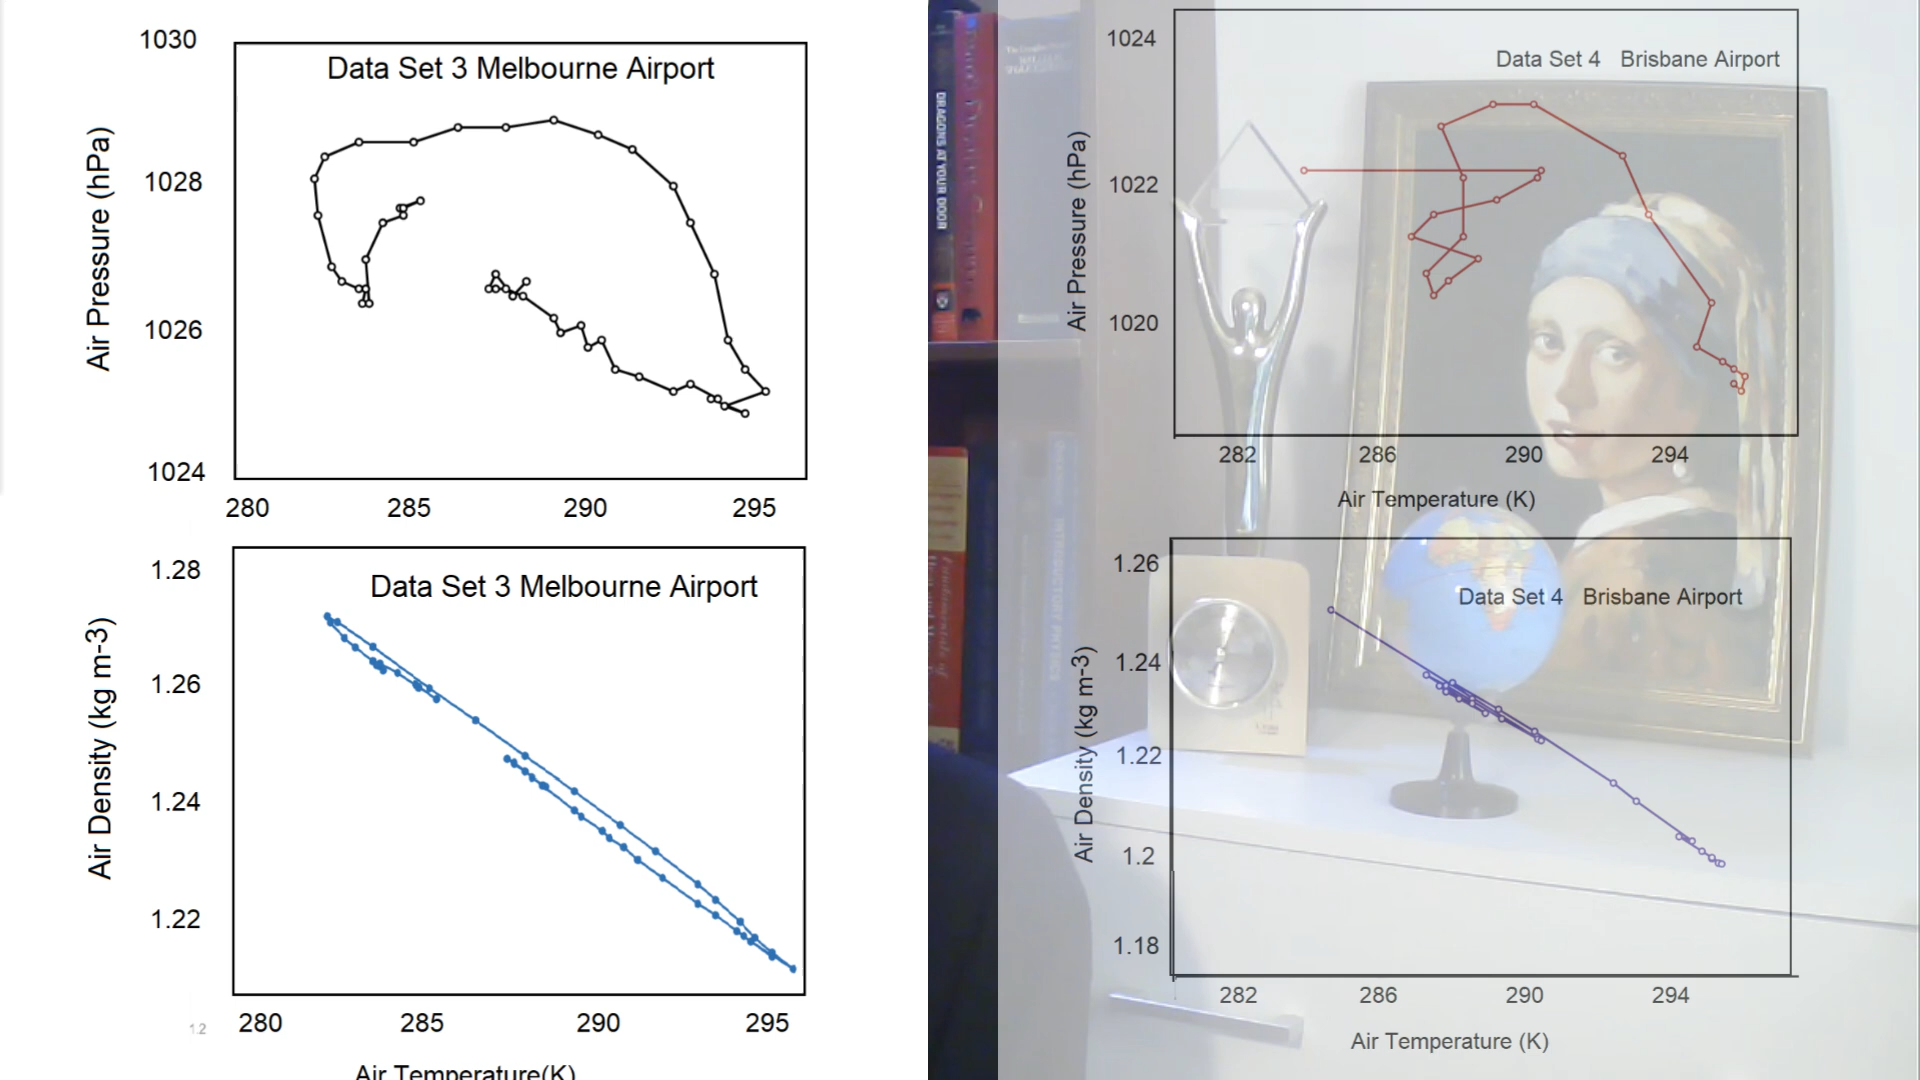 1030
Data Set 3 Melbourne Airport
1028
1026
1024
Air Pressure (hPa)
280 285 290 295
1.28
Data Set 3 Melbourne Airport
1.26
1.24
1.22
1.2
Air Density (kg m-3)
280 285 290 295
Air Temperature(K)
DRAGONS AT YOUR DOOR
1024
Data Set 4 Brisbane Airport
1022
1020
Air Pressure (hPa)
282 286 290 294
Air Temperature (K)
1.26
Data Set 4 Brisbane Airport
1.24
1.22
1.2
1.18
Air Density (kg m-3)
282 286 290 294
Air Temperature (K)